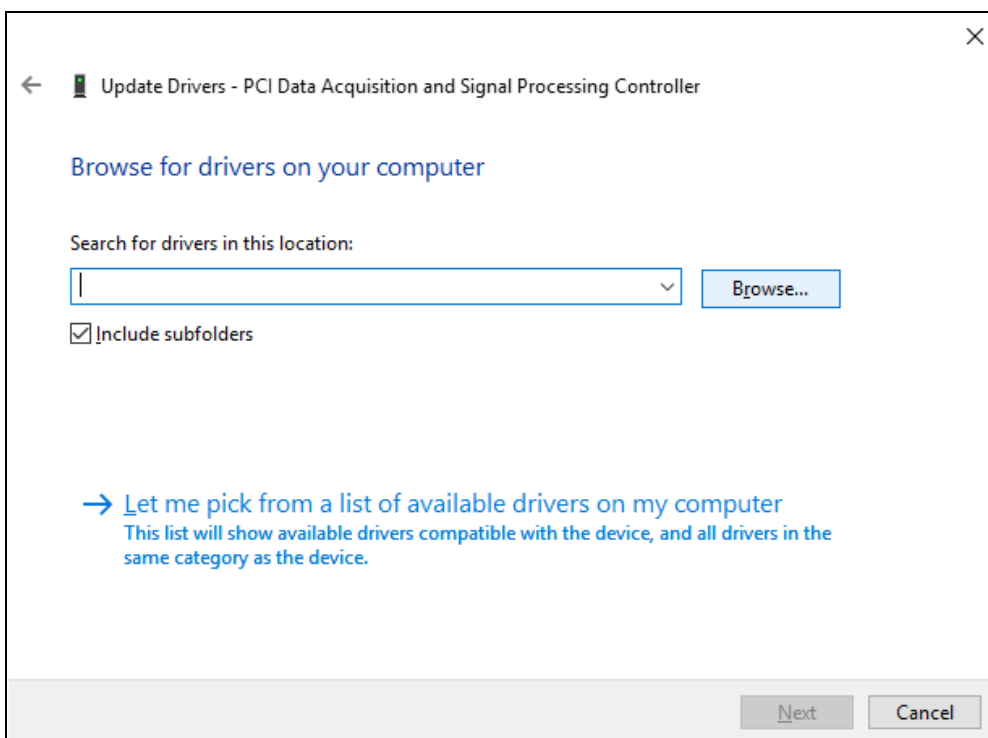 Update Drivers - PCI Data Acquisition and Signal Processing Controller
Browse for drivers on your computer
Search for drivers in this location:
Browse...
Include subfolders
Let me pick from a list of available drivers on my computer
This list will show available drivers compatible with the device, and all drivers in the
same category as the device.
Next
Cancel